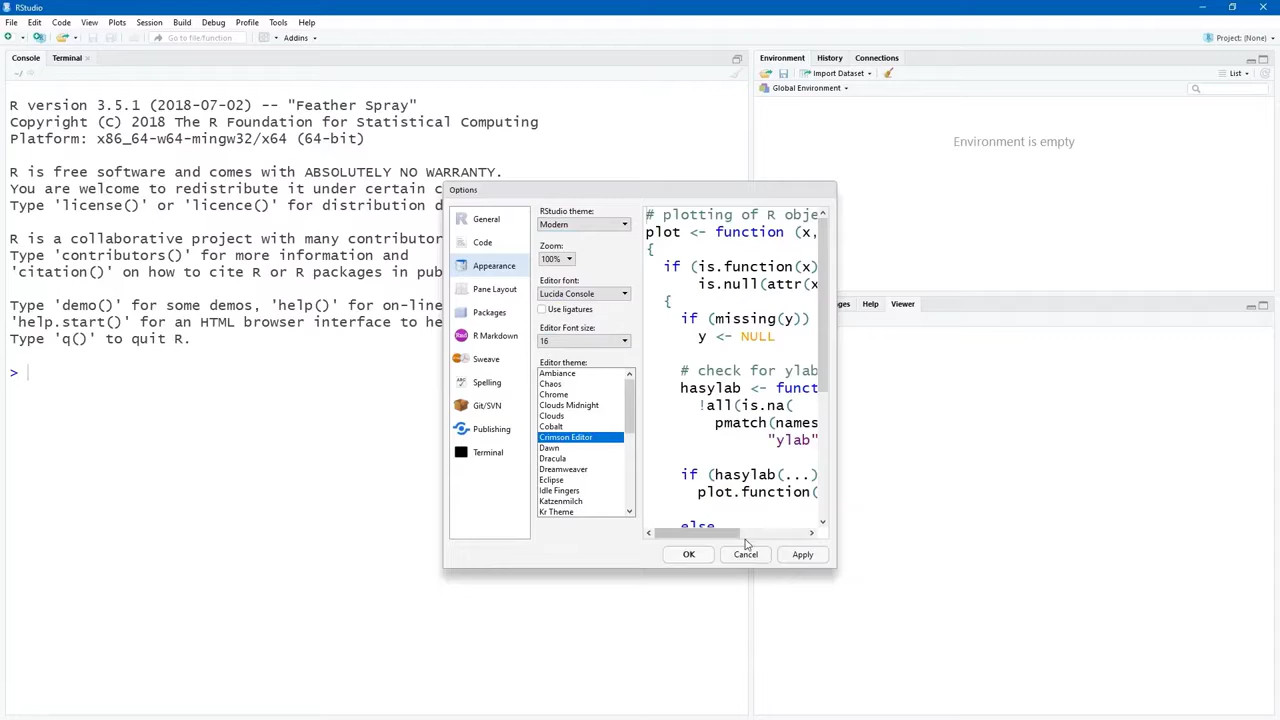 RStudio
File Edit Code View Plots Session Build Debug Profile Tools Help
Go to file/function
Addins
Project: (None)
Console Terminal
~/
R version 3.5.1 (2018-07-02) -- "Feather Spray"
Copyright (C) 2018 The R Foundation for Statistical Computing
Platform: x86_64-w64-mingw32/x64 (64-bit)
R is free software and comes with ABSOLUTELY NO WARRANTY.
You are welcome to redistribute it under certain c
Type 'license()' or 'licence()' for distribution d
R is a collaborative project with many contributor
Type 'contributors()' for more information and
'citation()' on how to cite R or R packages in pub
Type 'demo()' for some demos, 'help()' for on-line
'help.start()' for an HTML browser interface to he
Type 'q()' to quit R.
>
Environment History Connections
Import Dataset
List
Global Environment
Environment is empty
ges Help Viewer
Options
General
Code
Appearance
Pane Layout
Packages
R Markdown
Sweave
Spelling
Git/SVN
Publishing
Terminal
RStudio theme:
Modern
Zoom:
100%
Editor font:
Lucida Console
Use ligatures
Editor Font size:
16
Editor theme:
Ambiance
Chaos
Chrome
Clouds Midnight
Clouds
Cobalt
Crimson Editor
Dawn
Dracula
Dreamweaver
Eclipse
Idle Fingers
Katzenmilch
Kr Theme
# plotting of R obje
plot <- function (x,
{
if (is.function(x)
is.null(attr(x
{
if (missing(y))
y <- NULL
# check for ylab
hasylab <- funct
!all(is.na(
pmatch(names
"ylab"
if (hasylab(...)
plot.function(
else
OK Cancel Apply